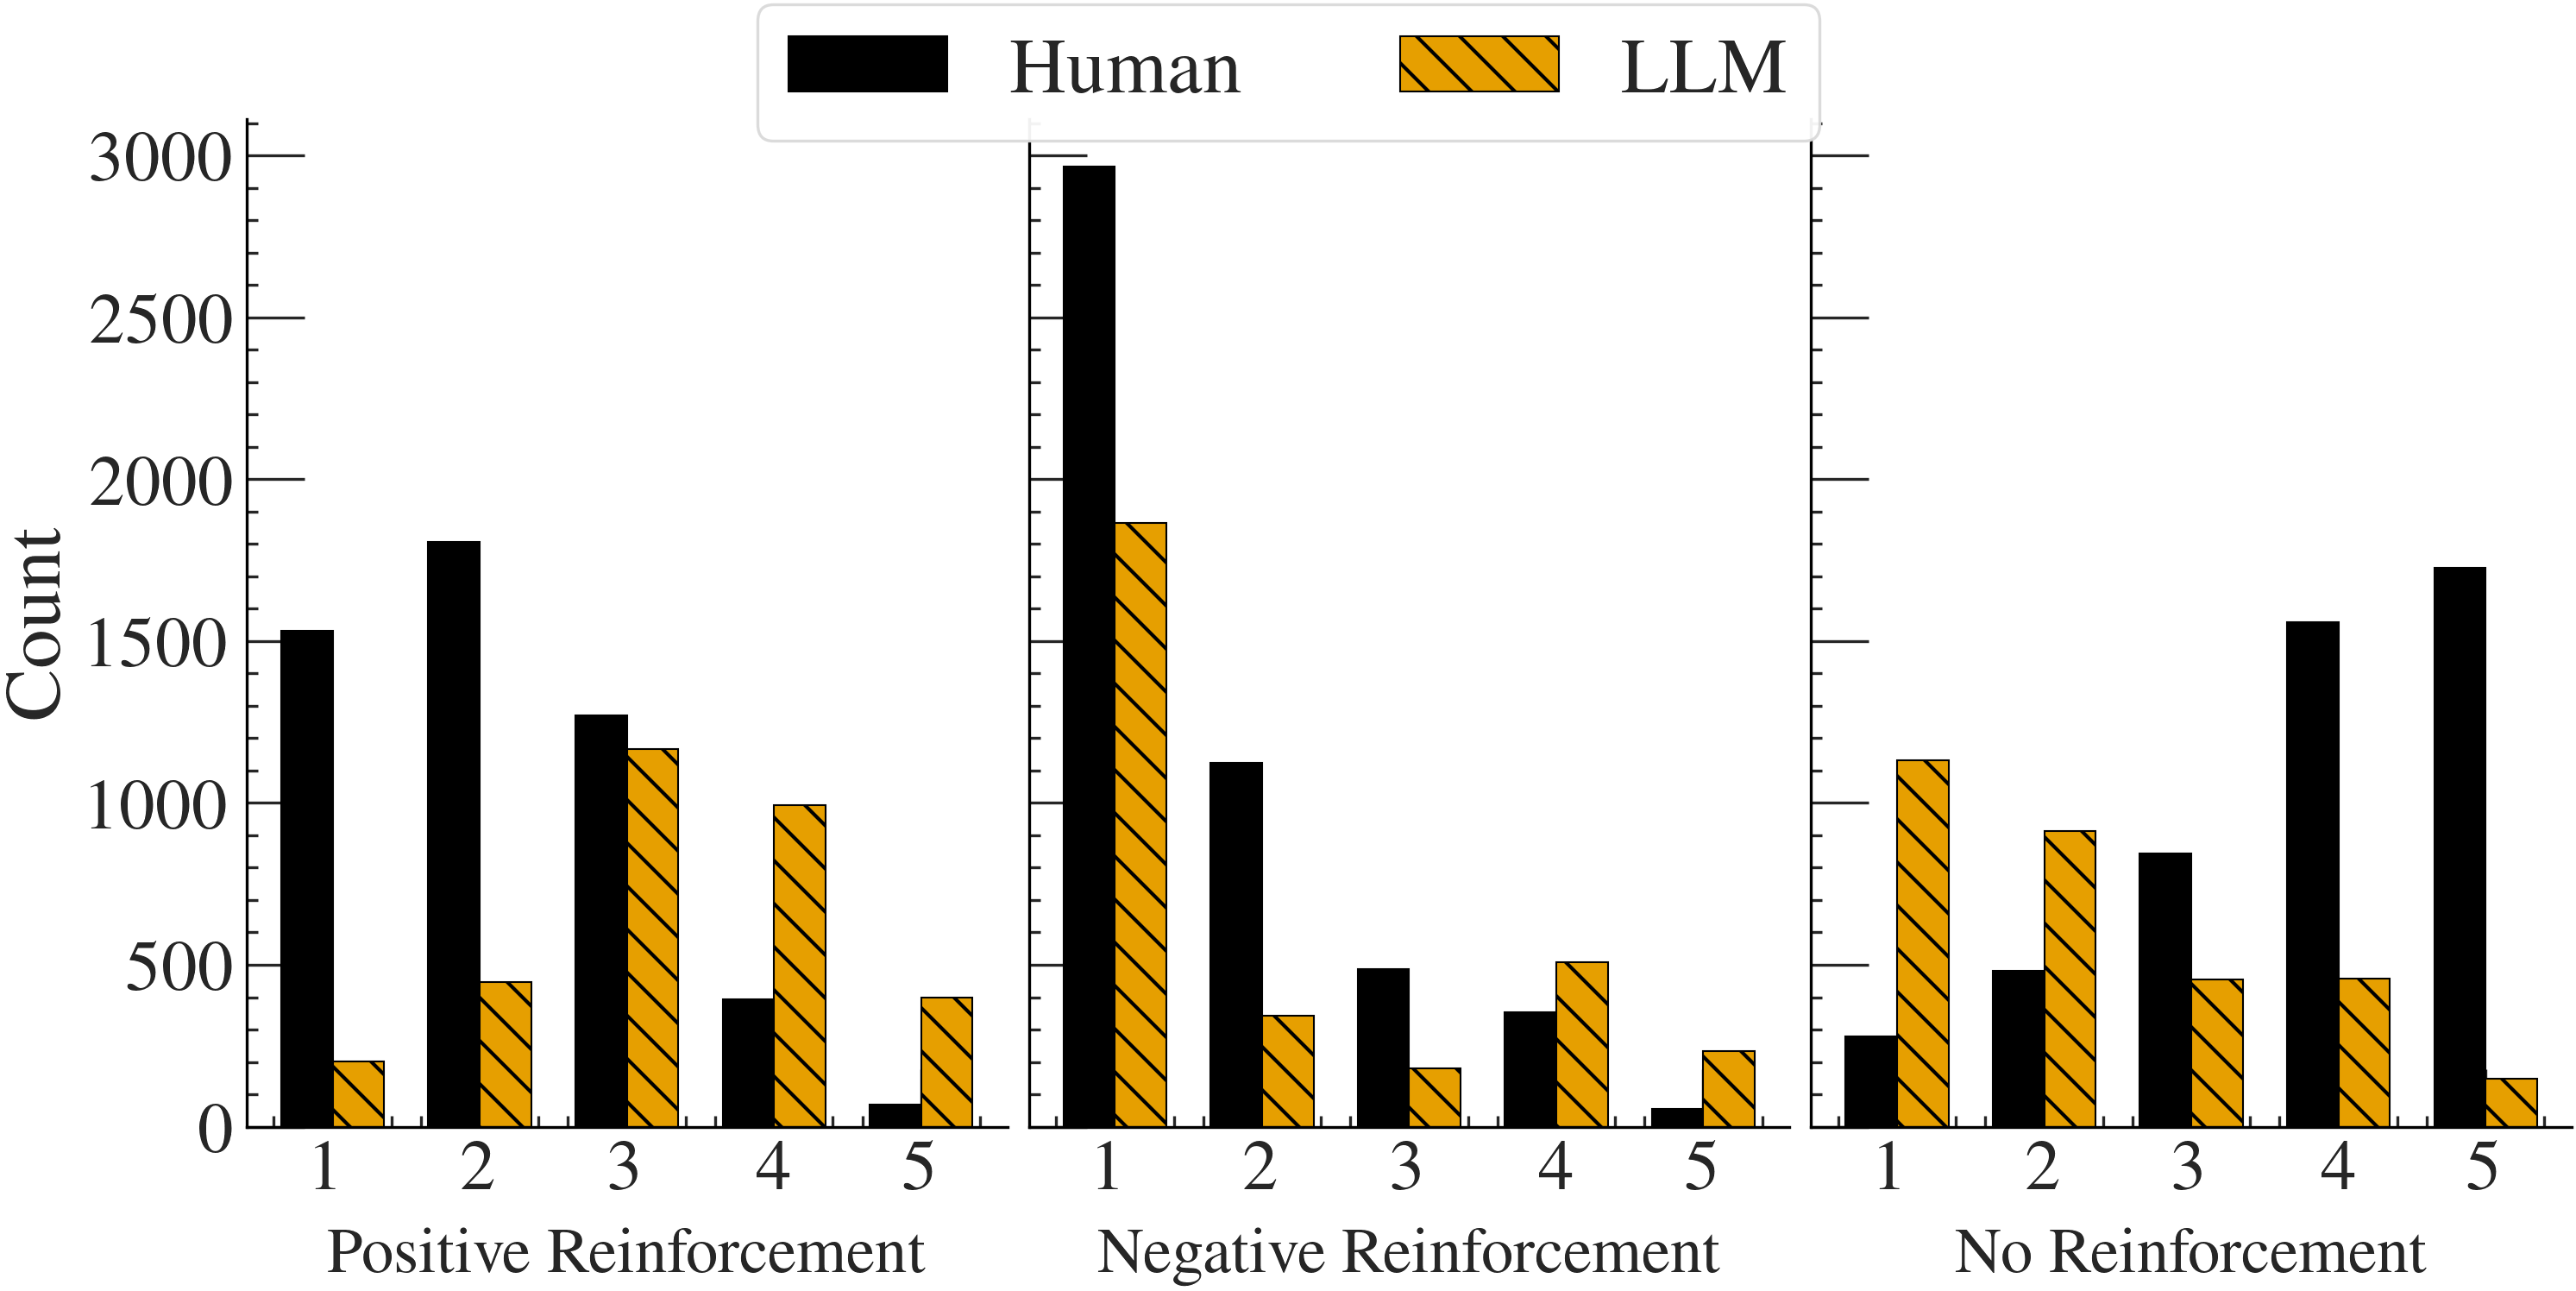 Human LLM
3000
2500
2000
1500
1000
500
0
Count
1 2 3 4 5 1 2 3 4 5 1 2 3 4 5
Positive Reinforcement Negative Reinforcement No Reinforcement